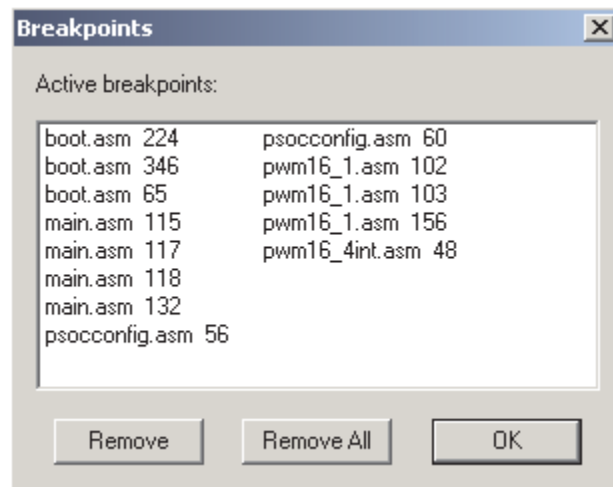 Breakpoints
Active breakpoints:
boot.asm 224
boot.asm 346
boot.asm 65
main.asm 115
main.asm 117
main.asm 118
main.asm 132
psocconfig.asm 56
psocconfig.asm 60
pwm16_1.asm 102
pwm16_1.asm 103
pwm16_1.asm 156
pwm16_4int.asm 48
Remove
Remove All
OK